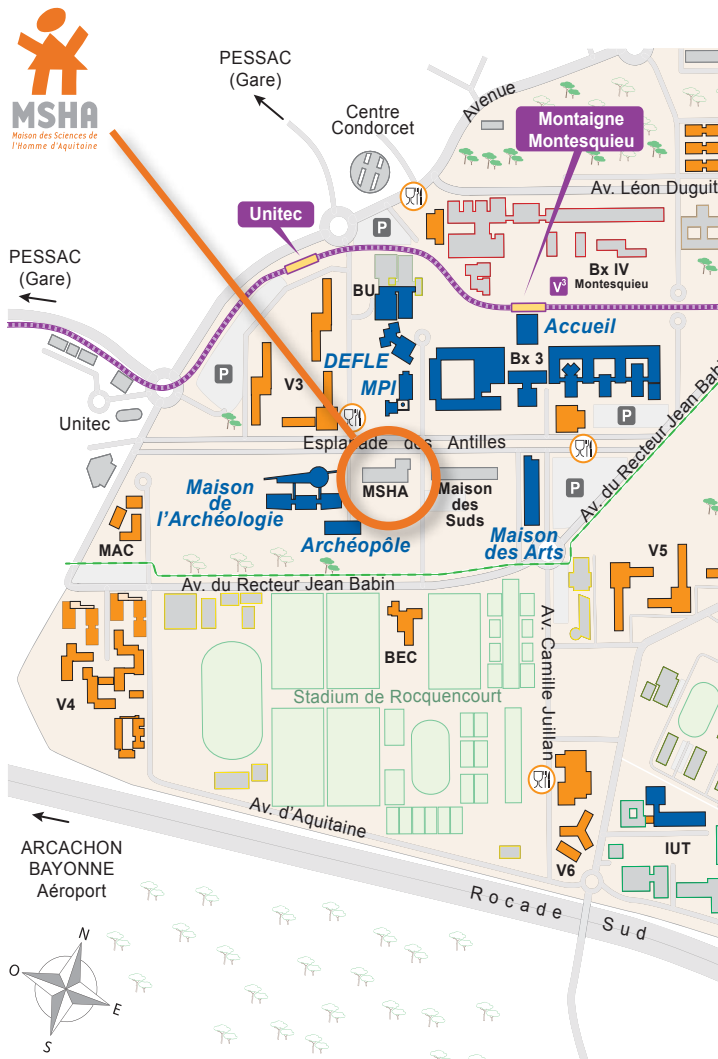 MSHA
Maison des Sciences de
l'Homme d'Aquitaine
PESSAC
(Gare)
Centre
Condorcet
Avenue
Montaigne
Montesquieu
Av. Léon Duguit
Unitec
P
PESSAC
(Gare)
BU
Bx IV
Montesquieu
V³
Accueil
DEFLE
MPI
Bx 3
V3
P
P
Unitec
Esplanade des Antilles
Av. du Recteur Jean Babin
MSHA
Maison
des
Suds
P
Maison
de
l'Archéologie
Archéopôle
Maison
des Arts
MAC
V5
Av. du Recteur Jean Babin
Av. Camille Juillan
BEC
Stadium de Rocquencourt
V4
Av. d'Aquitaine
ARCACHON
BAYONNE
Aéroport
V6
IUT
Rocade Sud
N
O
E
S